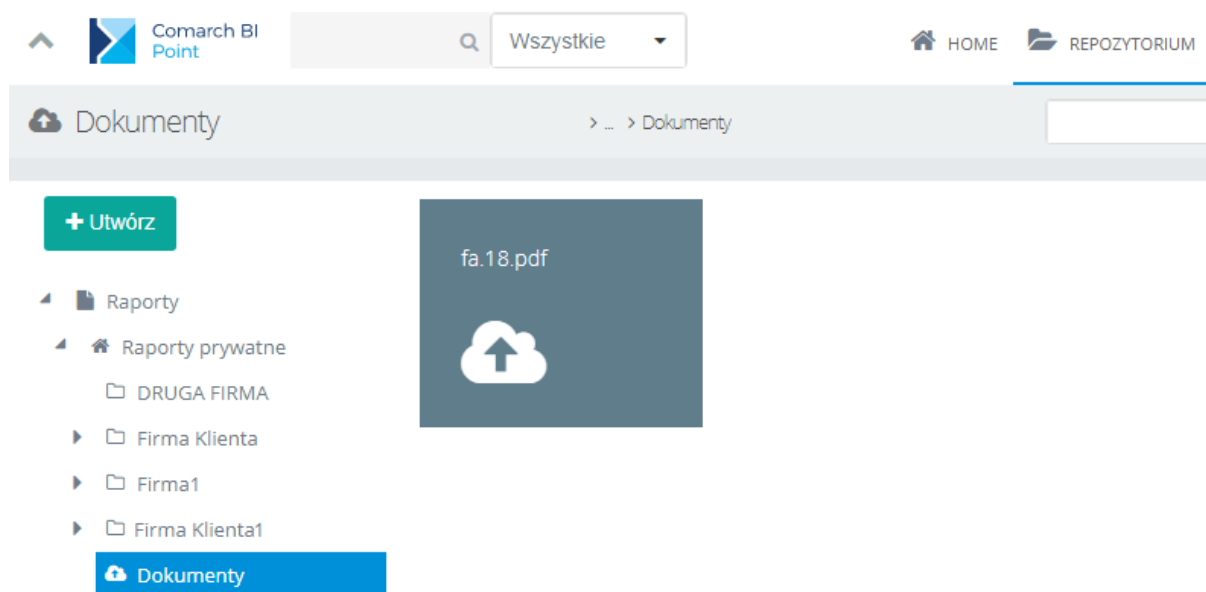 Comarch BI
Point
Wszystkie
HOME
REPOZYTORIUM
Dokumenty
> ... > Dokumenty
+ Utwórz
fa.18.pdf
Raporty
Raporty prywatne
DRUGA FIRMA
Firma Klienta
Firma1
Firma Klienta1
Dokumenty